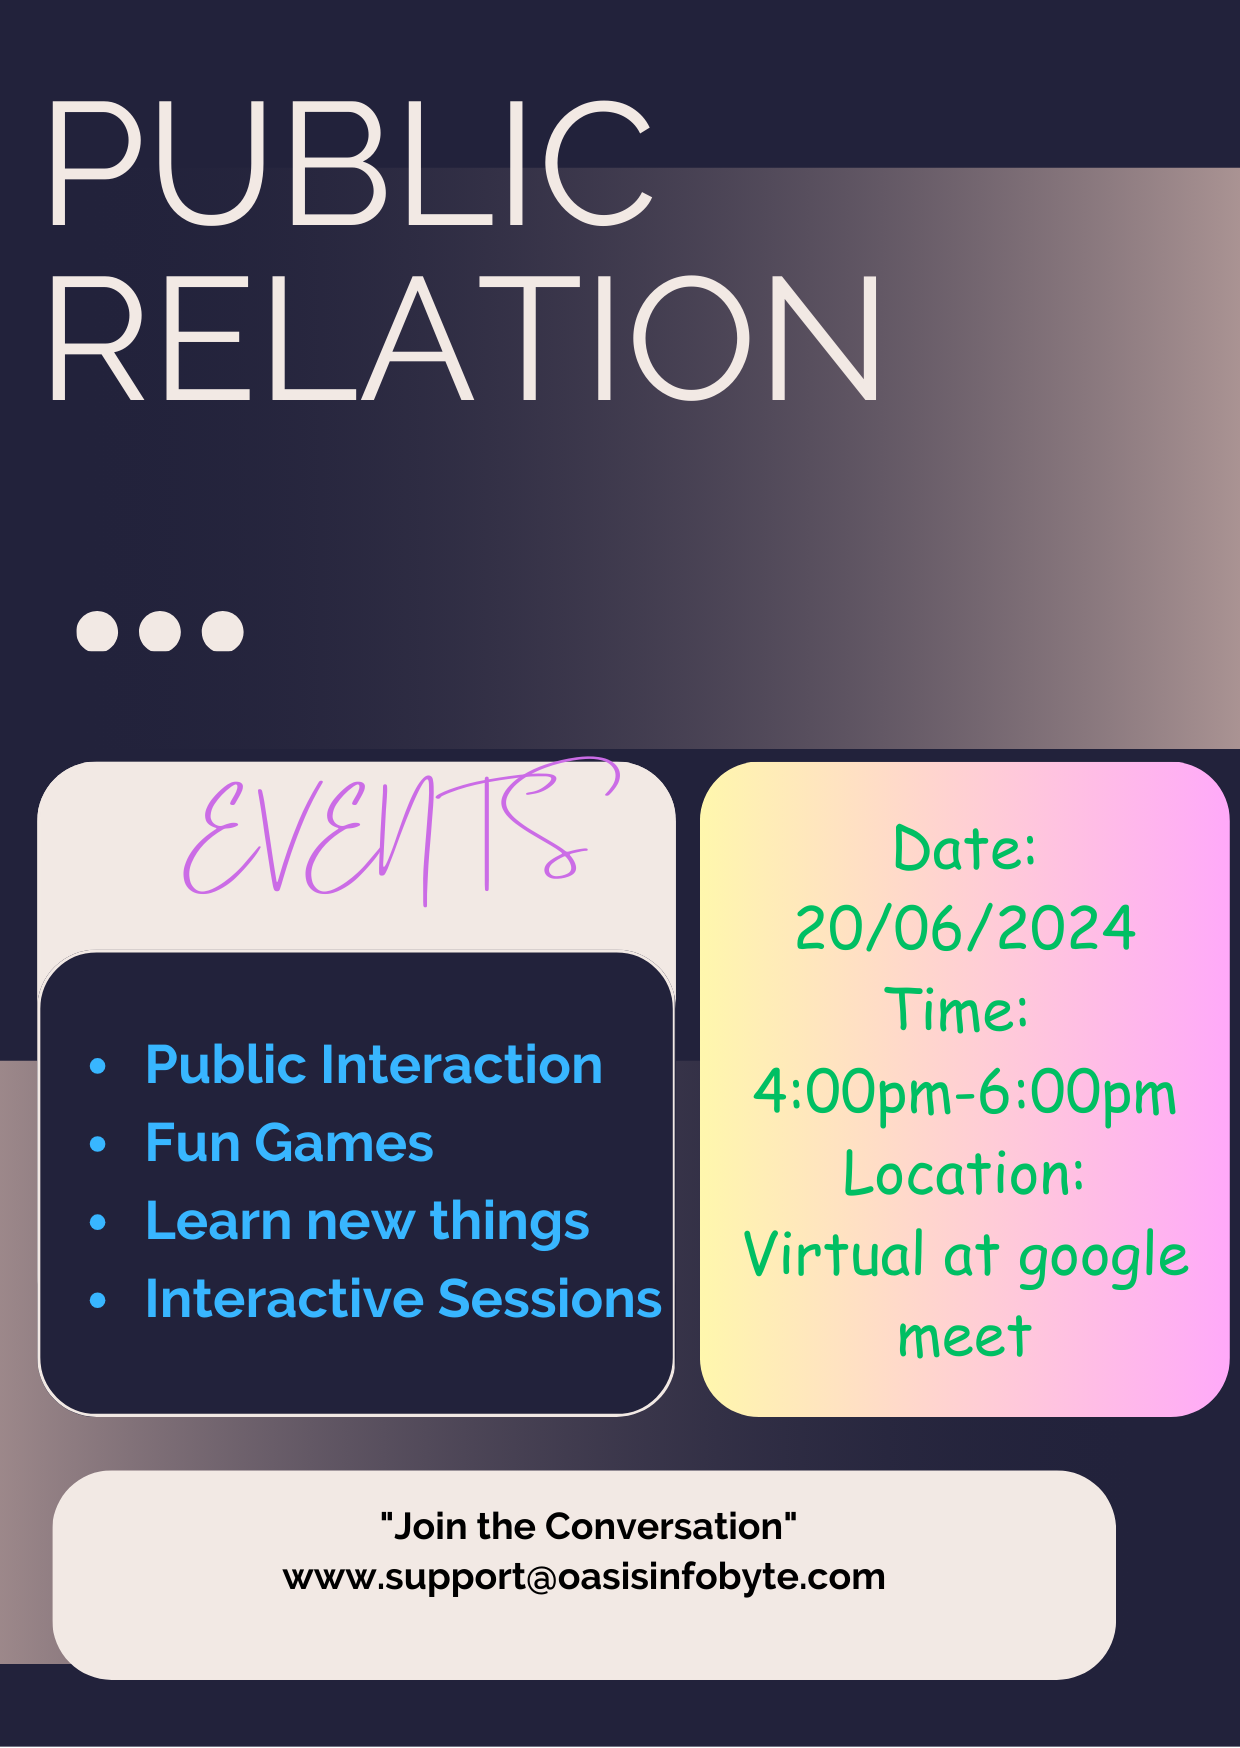 PUBLIC
RELATION
EVENTS
• Public Interaction
• Fun Games
• Learn new things
• Interactive Sessions
Date:
20/06/2024
Time:
4:00pm-6:00pm
Location:
Virtual at google
meet
"Join the Conversation"
www.support@oasisinfobyte.com